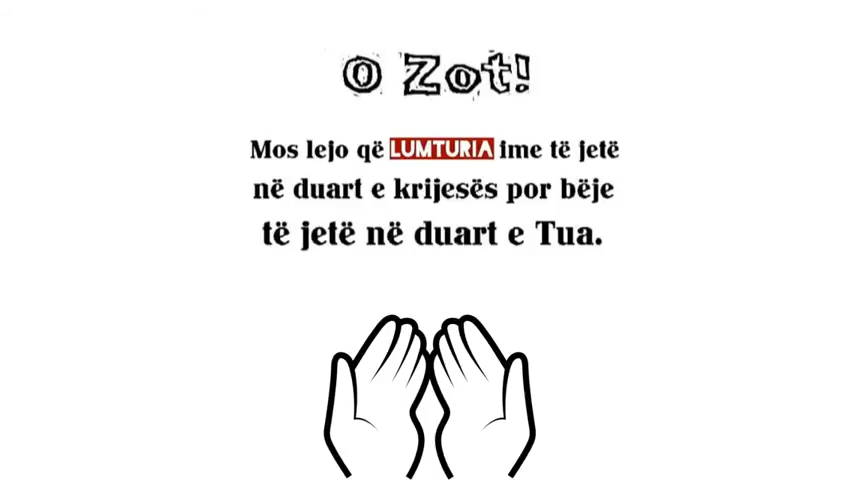 O Zot!
Mos lejo që LUMTURIA ime të jetë
në duart e krijesës por bëje
të jetë në duart e Tua.